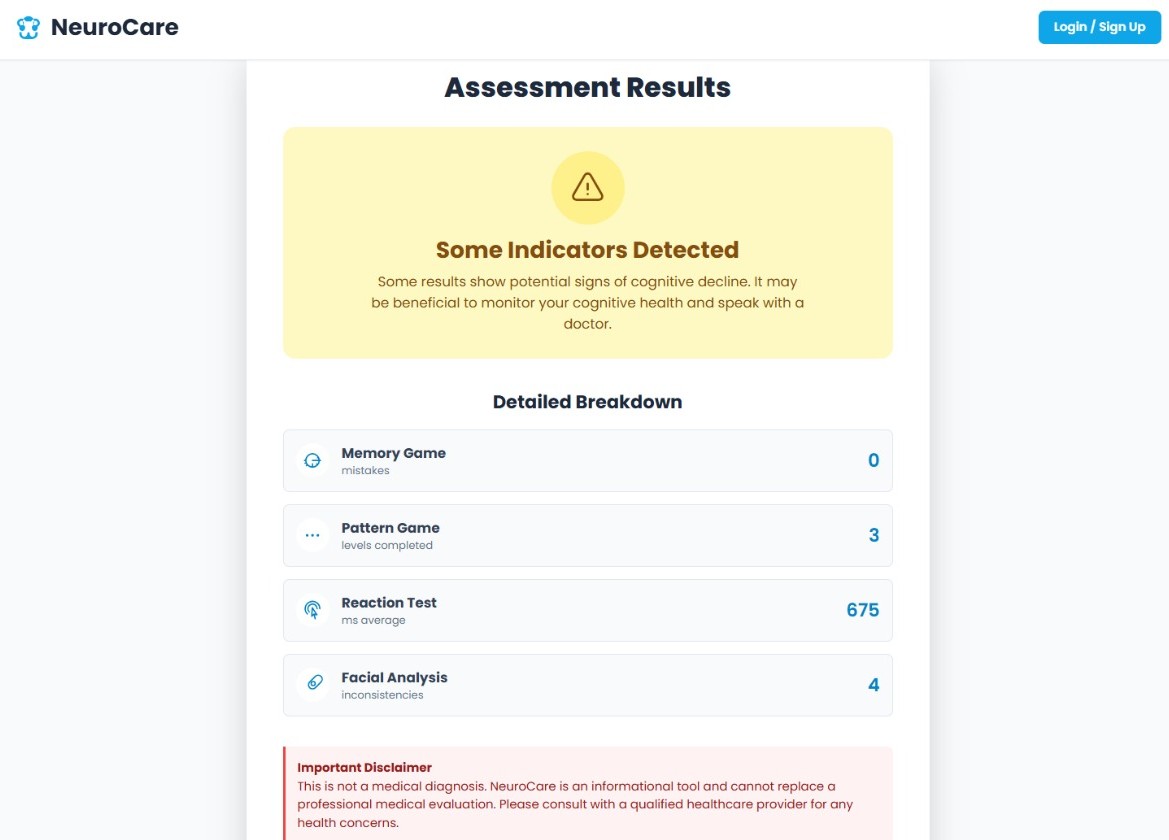 NeuroCare
Login / Sign Up
Assessment Results
Some Indicators Detected
Some results show potential signs of cognitive decline. It may
be beneficial to monitor your cognitive health and speak with a
doctor.
Detailed Breakdown
Memory Game
mistakes
0
Pattern Game
levels completed
3
Reaction Test
ms average
675
Facial Analysis
inconsistencies
4
Important Disclaimer
This is not a medical diagnosis. NeuroCare is an informational tool and cannot replace a
professional medical evaluation. Please consult with a qualified healthcare provider for any
health concerns.